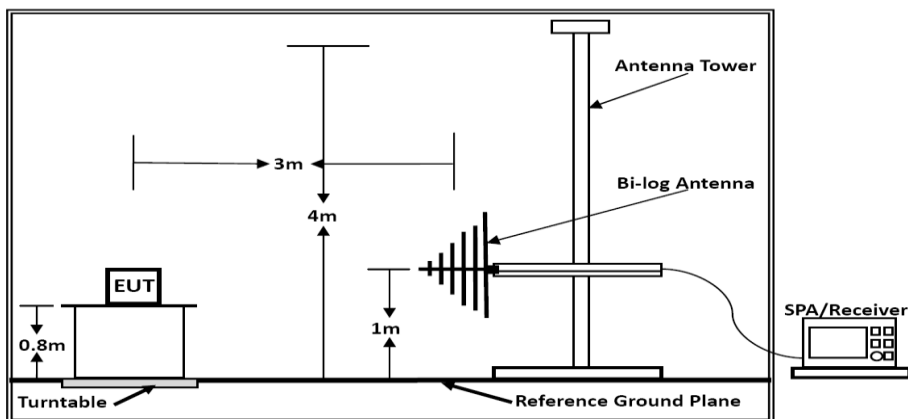 Antenna Tower
3m
Bi-log Antenna
4m
EUT
SPA/Receiver
1m
0.8m
Turntable
Reference Ground Plane